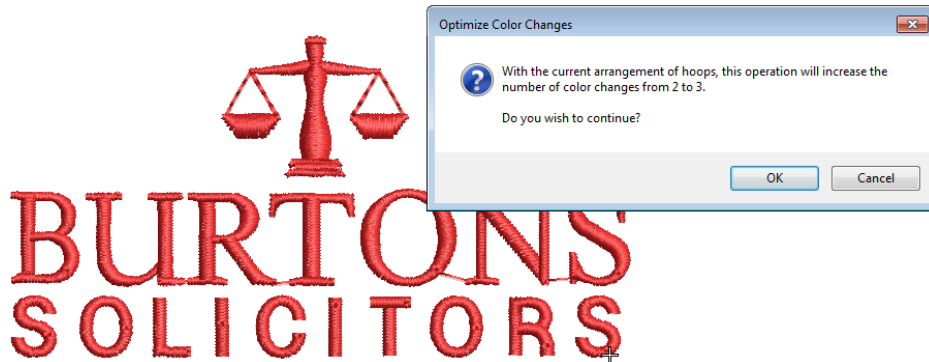 Optimize Color Changes
With the current arrangement of hoops, this operation will increase the
number of color changes from 2 to 3.
Do you wish to continue?
OK
Cancel
BURTONS
SOLICITORS